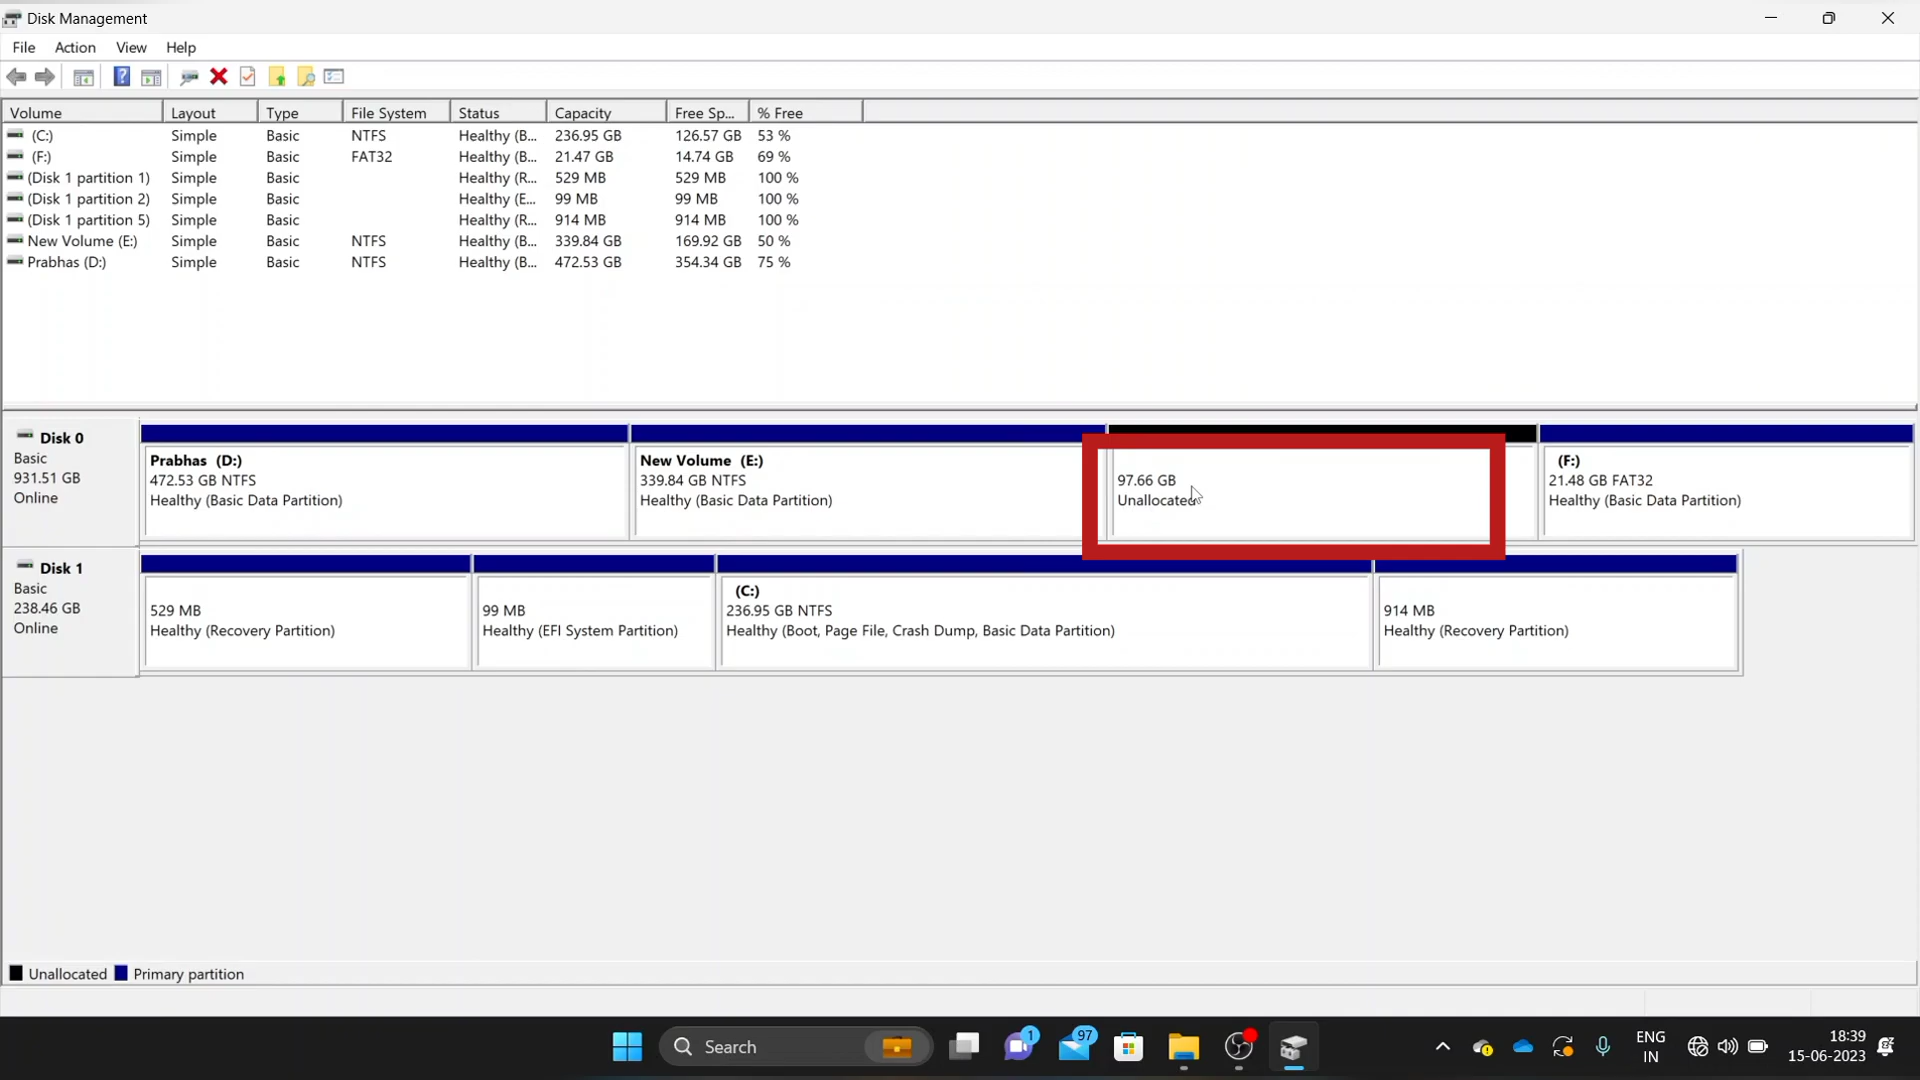 Disk Management
File Action View Help
Volume Layout Type File System Status Capacity Free Sp... % Free
(C:) Simple Basic NTFS Healthy (B... 236.95 GB 126.57 GB 53 %
(F:) Simple Basic FAT32 Healthy (B... 21.47 GB 14.74 GB 69 %
(Disk 1 partition 1) Simple Basic Healthy (R... 529 MB 529 MB 100 %
(Disk 1 partition 2) Simple Basic Healthy (E... 99 MB 99 MB 100 %
(Disk 1 partition 5) Simple Basic Healthy (R... 914 MB 914 MB 100 %
New Volume (E:) Simple Basic NTFS Healthy (B... 339.84 GB 169.92 GB 50 %
Prabhas (D:) Simple Basic NTFS Healthy (B... 472.53 GB 354.34 GB 75 %
Disk 0
Basic
931.51 GB
Online
Prabhas (D:)
472.53 GB NTFS
Healthy (Basic Data Partition)
New Volume (E:)
339.84 GB NTFS
Healthy (Basic Data Partition)
97.66 GB
Unallocated
(F:)
21.48 GB FAT32
Healthy (Basic Data Partition)
Disk 1
Basic
238.46 GB
Online
529 MB
Healthy (Recovery Partition)
99 MB
Healthy (EFI System Partition)
(C:)
236.95 GB NTFS
Healthy (Boot, Page File, Crash Dump, Basic Data Partition)
914 MB
Healthy (Recovery Partition)
Unallocated Primary partition
Search
1
97
ENG
IN
18:39
15-06-2023